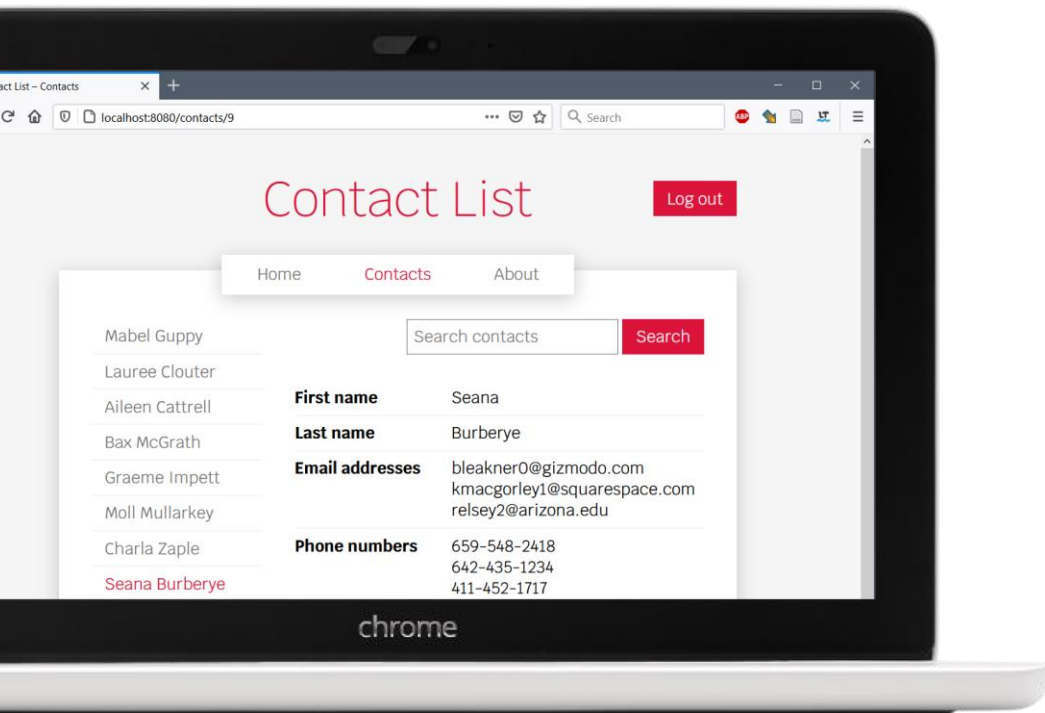 act List – Contacts
localhost:8080/contacts/9
Search
ABP
LT
Contact List
Log out
Home Contacts About
Search contacts Search
Mabel Guppy
Lauree Clouter
Aileen Cattrell
Bax McGrath
Graeme Impett
Moll Mullarkey
Charla Zaple
Seana Burberye
First name Seana
Last name Burberye
Email addresses bleakner0@gizmodo.com
kmacgorley1@squarespace.com
relsey2@arizona.edu
Phone numbers 659-548-2418
642-435-1234
411-452-1717
chrome